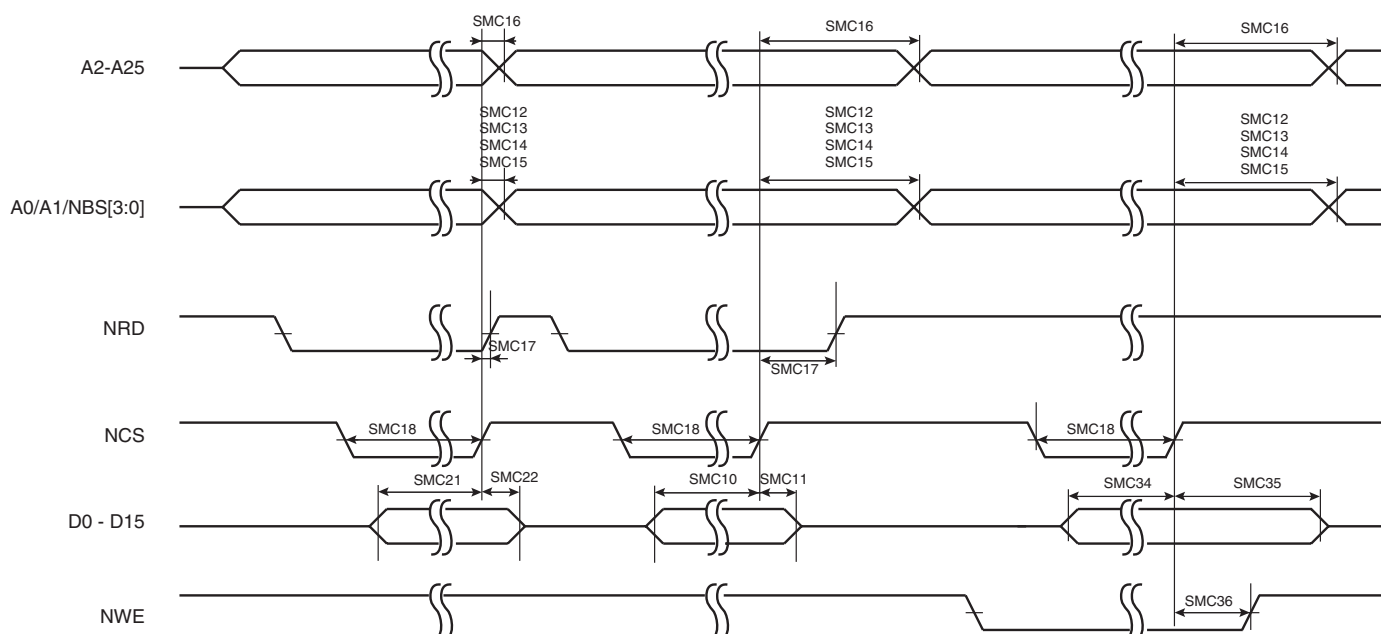 SMC16
SMC16
SMC16
A2-A25
SMC12
SMC13
SMC14
SMC15
SMC12
SMC13
SMC14
SMC15
SMC12
SMC13
SMC14
SMC15
A0/A1/NBS[3:0]
NRD
SMC17
SMC17
NCS
SMC18
SMC18
SMC18
SMC21
SMC22
SMC10
SMC11
SMC34
SMC35
D0 - D15
NWE
SMC36